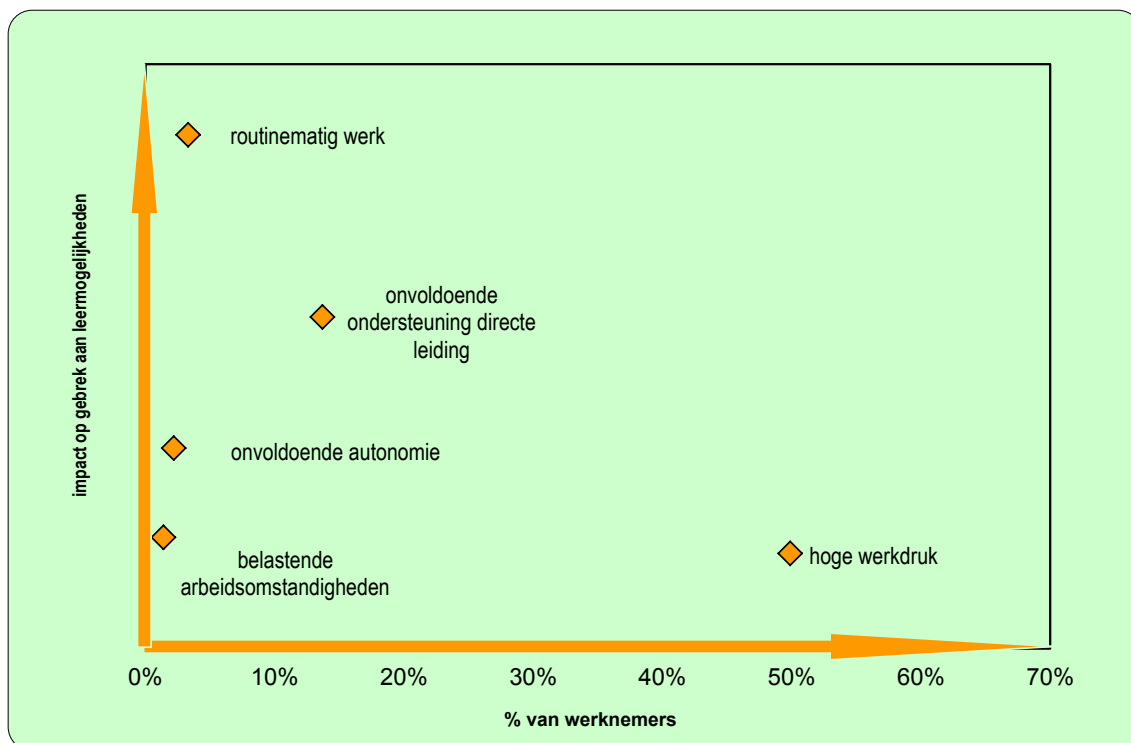 routinematig werk
onvoldoende
ondersteuning directe
leiding
onvoldoende autonomie
belastende
arbeidsomstandigheden
hoge werkdruk
impact op gebrek aan leermogelijkheden
0% 10% 20% 30% 40% 50% 60% 70%
% van werknemers